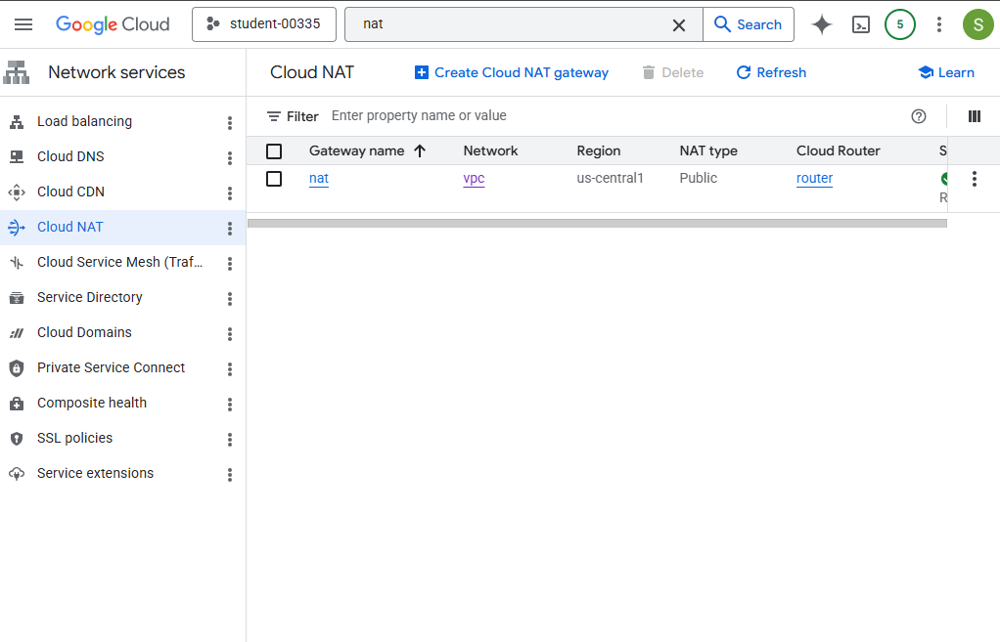 Google Cloud
student-00335
nat
Search
5
S
Network services
Cloud NAT
Create Cloud NAT gateway
Delete
Refresh
Learn
Load balancing
Cloud DNS
Cloud CDN
Cloud NAT
Cloud Service Mesh (Traf...
Service Directory
Cloud Domains
Private Service Connect
Composite health
SSL policies
Service extensions
Filter Enter property name or value
Gateway name Network Region NAT type Cloud Router S
nat vpc us-central1 Public router
R